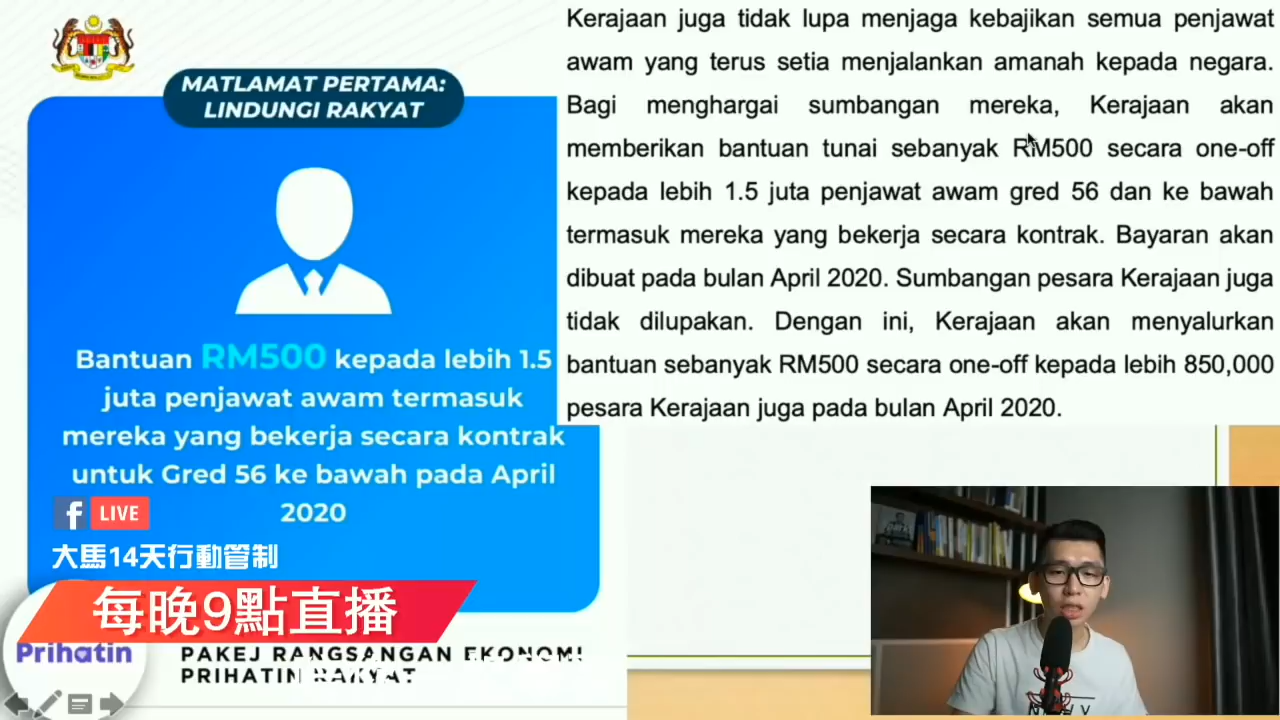 MATLAMAT PERTAMA:
LINDUNGI RAKYAT
Bantuan RM500 kepada lebih 1.5
juta penjawat awam termasuk
mereka yang bekerja secara kontrak
untuk Gred 56 ke bawah pada April
2020
Kerajaan juga tidak lupa menjaga kebajikan semua penjawat
awam yang terus setia menjalankan amanah kepada negara.
Bagi menghargai sumbangan mereka, Kerajaan akan
memberikan bantuan tunai sebanyak RM500 secara one-off
kepada lebih 1.5 juta penjawat awam gred 56 dan ke bawah
termasuk mereka yang bekerja secara kontrak. Bayaran akan
dibuat pada bulan April 2020. Sumbangan pesara Kerajaan juga
tidak dilupakan. Dengan ini, Kerajaan akan menyalurkan
bantuan sebanyak RM500 secara one-off kepada lebih 850,000
pesara Kerajaan juga pada bulan April 2020.
f LIVE
大馬14天行動管制
每晚9點直播
Prihatin
PAKEJ RANGSANGAN EKONOMI
PRIHATIN RAKYAT